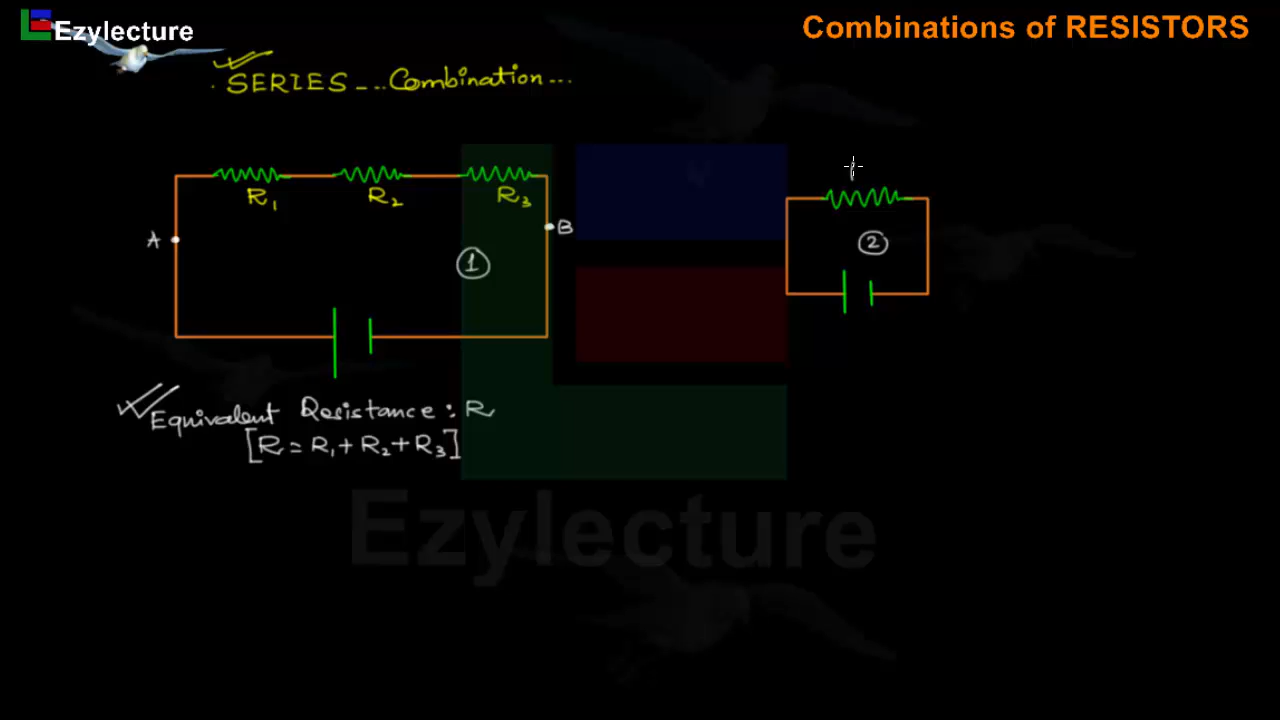 Ezylecture
Combinations of RESISTORS
SERIES _ ... Combination...
R₁ R₂ R₃
A
B
1
2
Equivalent Resistance : R
[R = R₁ + R₂ + R₃]
Ezylecture